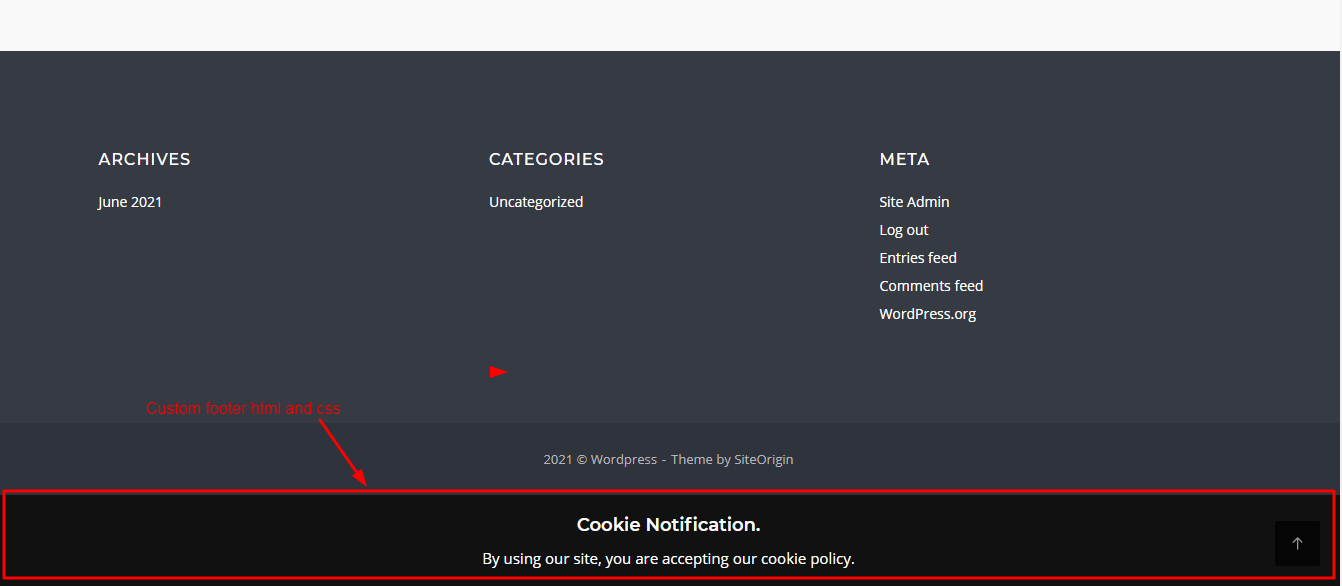 ARCHIVES
June 2021
CATEGORIES
Uncategorized
META
Site Admin
Log out
Entries feed
Comments feed
WordPress.org
Custom footer html and css
2021 © Wordpress - Theme by SiteOrigin
Cookie Notification.
By using our site, you are accepting our cookie policy.